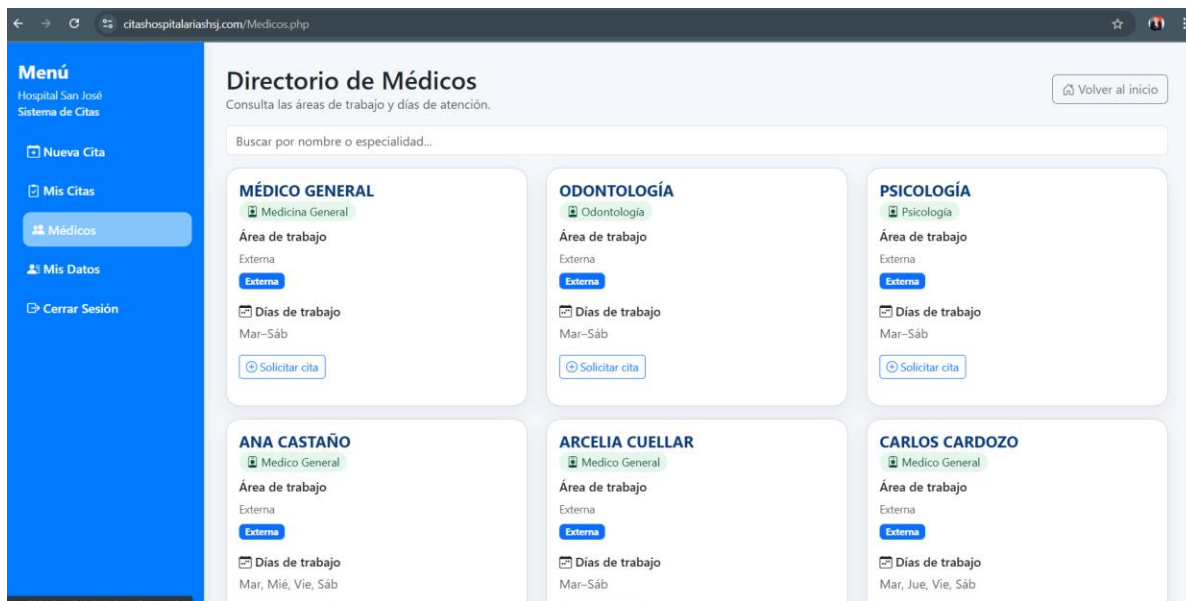 citashospitalariashsj.com/Medicos.php
Menú
Hospital San José
Sistema de Citas
Nueva Cita
Mis Citas
Médicos
Mis Datos
Cerrar Sesión
Directorio de Médicos
Consulta las áreas de trabajo y días de atención.
Volver al inicio
Buscar por nombre o especialidad...
MÉDICO GENERAL
Medicina General
Área de trabajo
Externa
Externa
Días de trabajo
Mar–Sáb
Solicitar cita
ODONTOLOGÍA
Odontología
Área de trabajo
Externa
Externa
Días de trabajo
Mar–Sáb
Solicitar cita
PSICOLOGÍA
Psicología
Área de trabajo
Externa
Externa
Días de trabajo
Mar–Sáb
Solicitar cita
ANA CASTAÑO
Medico General
Área de trabajo
Externa
Externa
Días de trabajo
Mar, Mié, Vie, Sáb
ARCELIA CUELLAR
Medico General
Área de trabajo
Externa
Externa
Días de trabajo
Mar–Sáb
CARLOS CARDOZO
Medico General
Área de trabajo
Externa
Externa
Días de trabajo
Mar, Jue, Vie, Sáb